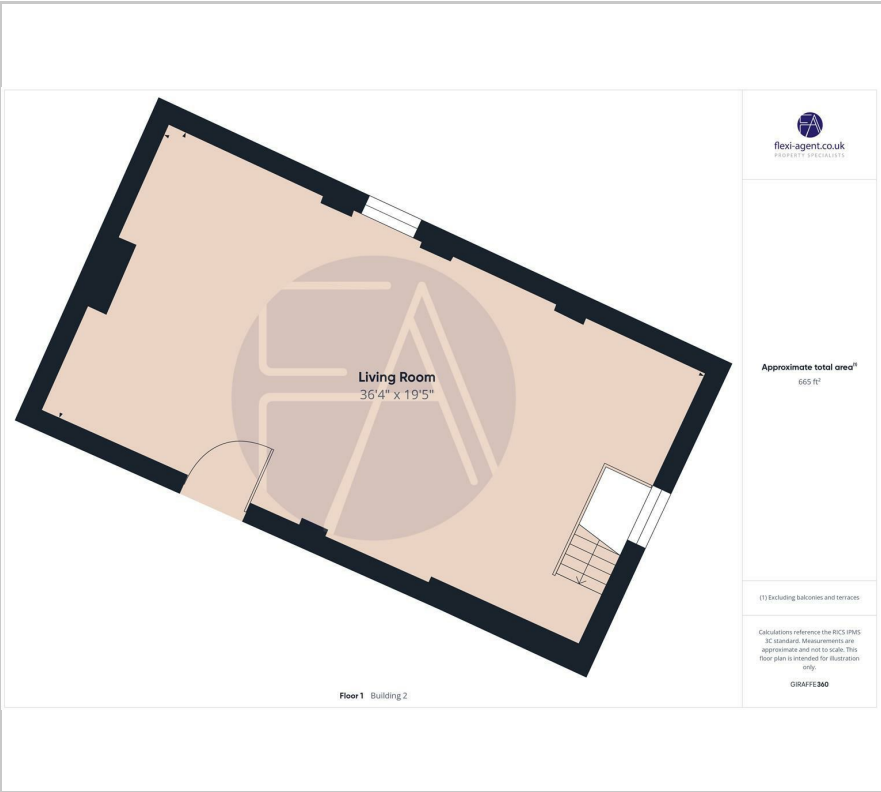 FA
flexi-agent.co.uk
PROPERTY SPECIALISTS
FA
Living Room
36'4" x 19'5"
Approximate total area(1)
665 ft²
(1) Excluding balconies and terraces
Calculations reference the RICS IPMS
3C standard. Measurements are
approximate and not to scale. This
floor plan is intended for illustration
only.
GIRAFFE360
Floor 1 Building 2